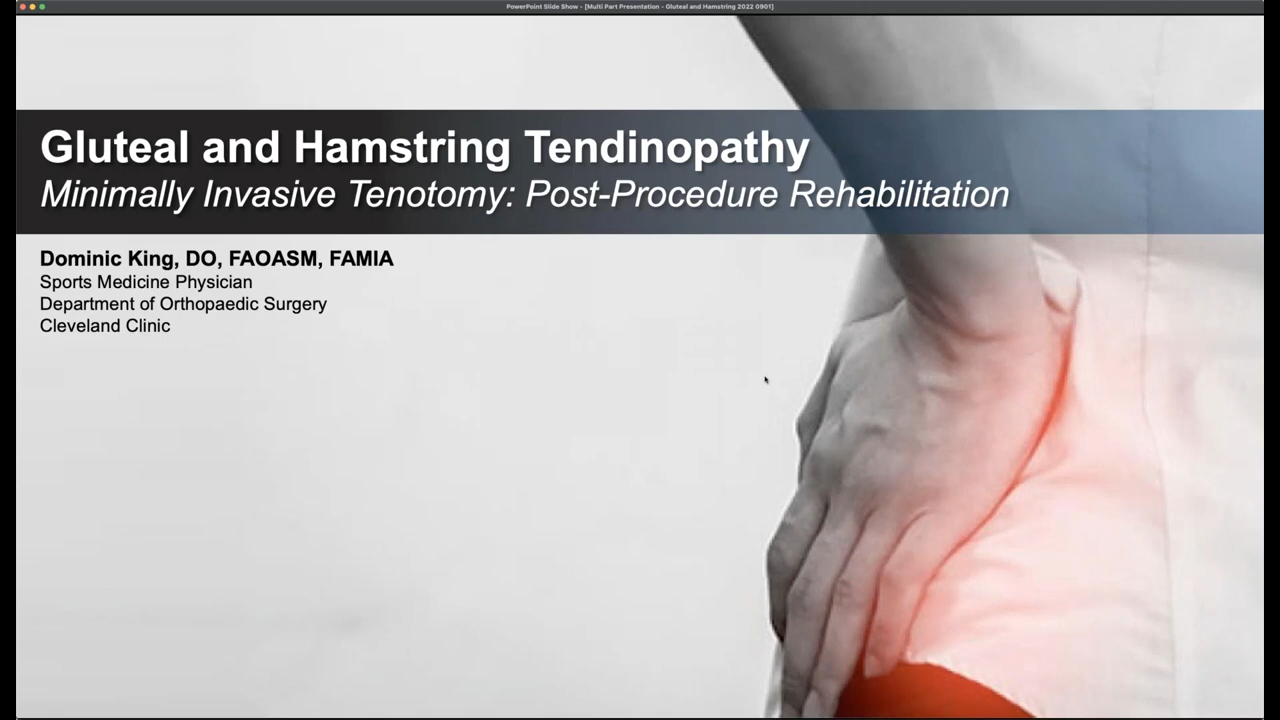 PowerPoint Slide Show - [Multi Part Presentation - Gluteal and Hamstring 2022 0901]
Gluteal and Hamstring Tendinopathy
Minimally Invasive Tenotomy: Post-Procedure Rehabilitation
Dominic King, DO, FAOASM, FAMIA
Sports Medicine Physician
Department of Orthopaedic Surgery
Cleveland Clinic